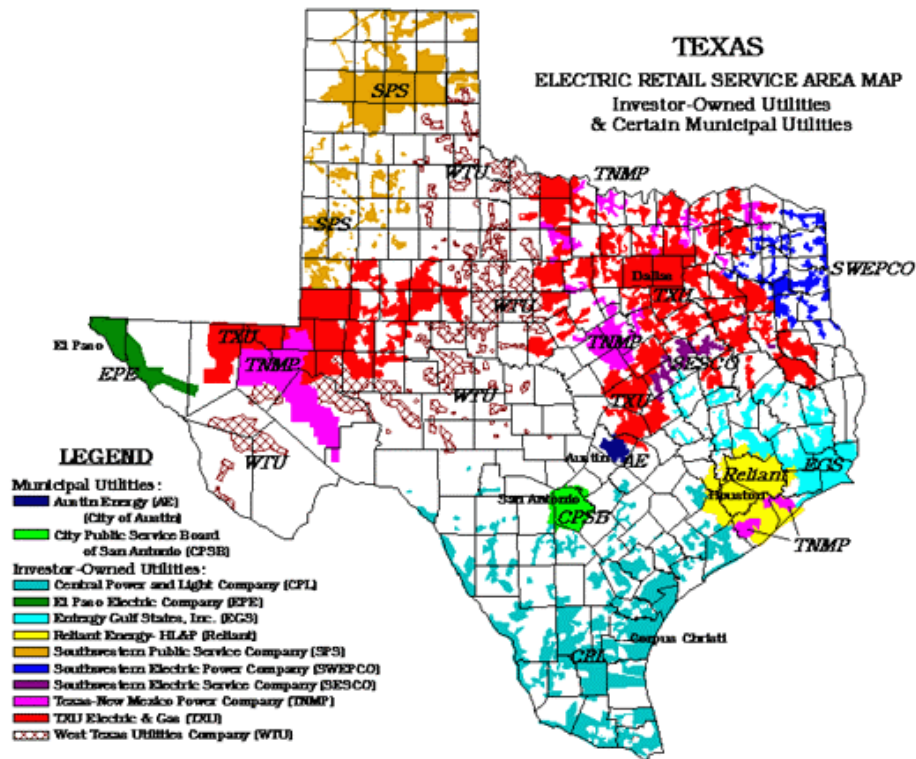 TEXAS
ELECTRIC RETAIL SERVICE AREA MAP
Investor-Owned Utilities
& Certain Municipal Utilities
SPS
WTU
TNMP
SPS
SWEPCO
Dallas
TXU
WTU
El Paso
TXU
TNMP
TNMP
SESCO
EPE
WTU
TXU
WTU
Austin
AE
Reliant
EGS
Houston
San Antonio
CPSB
TNMP
Corpus Christi
CPL
LEGEND
Municipal Utilities:
Austin Energy (AE)
(City of Austin)
City Public Service Board
of San Antonio (CPSB)
Investor-Owned Utilities:
Central Power and Light Company (CPL)
El Paso Electric Company (EPE)
Entergy Gulf States, Inc. (EGS)
Reliant Energy- HL&P (Reliant)
Southwestern Public Service Company (SPS)
Southwestern Electric Power Company (SWEPCO)
Southwestern Electric Service Company (SESCO)
Texas-New Mexico Power Company (TNMP)
TXU Electric & Gas (TXU)
West Texas Utilities Company (WTU)